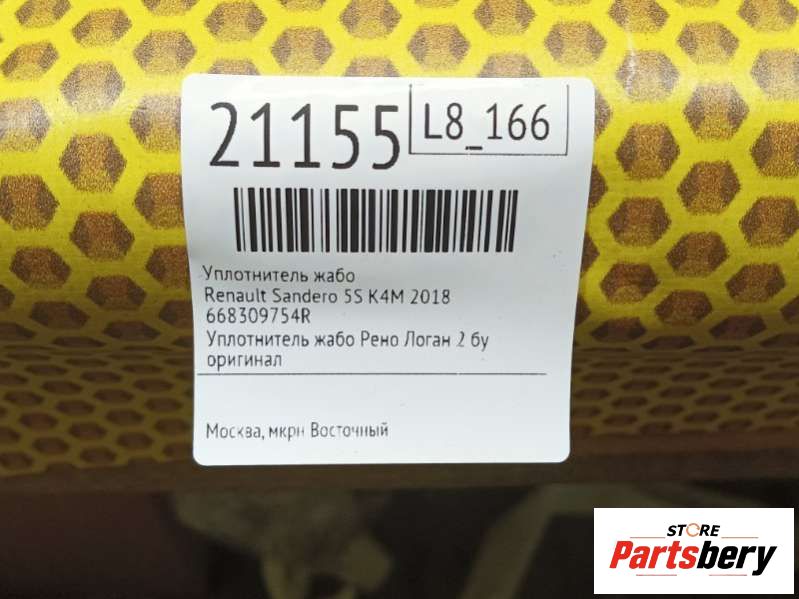 21155
L8_166
Уплотнитель жабо
Renault Sandero 5S K4M 2018
668309754R
Уплотнитель жабо Рено Логан 2 бу
оригинал
Москва, мкрн Восточный
STORE
Partsbery